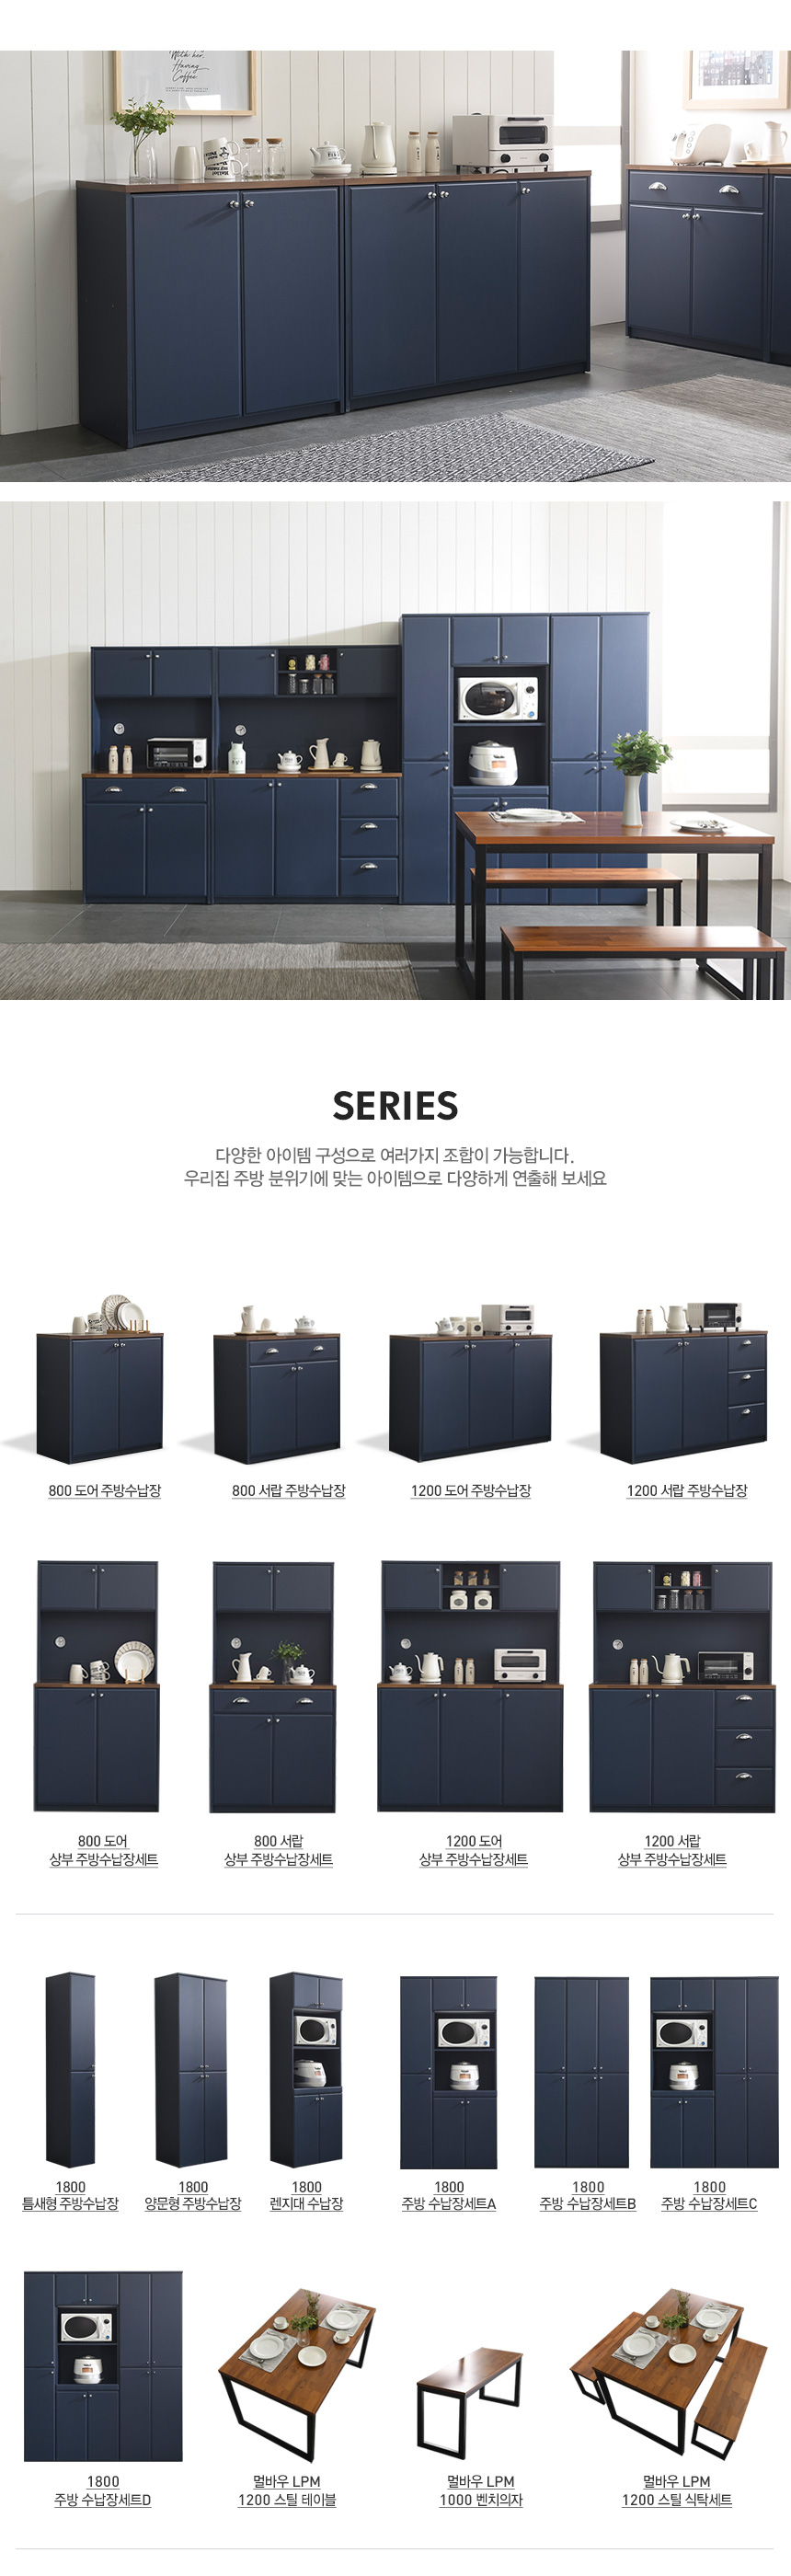 With her,
Having
Coffee.
SERIES
다양한 아이템 구성으로 여러가지 조합이 가능합니다.
우리집 주방 분위기에 맞는 아이템으로 다양하게 연출해 보세요
800 도어 주방수납장
800 서랍 주방수납장
1200 도어 주방수납장
1200 서랍 주방수납장
800 도어
상부 주방수납장세트
800 서랍
상부 주방수납장세트
1200 도어
상부 주방수납장세트
1200 서랍
상부 주방수납장세트
1800
틈새형 주방수납장
1800
양문형 주방수납장
1800
렌지대 수납장
1800
주방 수납장세트A
1800
주방 수납장세트B
1800
주방 수납장세트C
1800
주방 수납장세트D
멀바우 LPM
1200 스틸 테이블
멀바우 LPM
1000 벤치의자
멀바우 LPM
1200 스틸 식탁세트